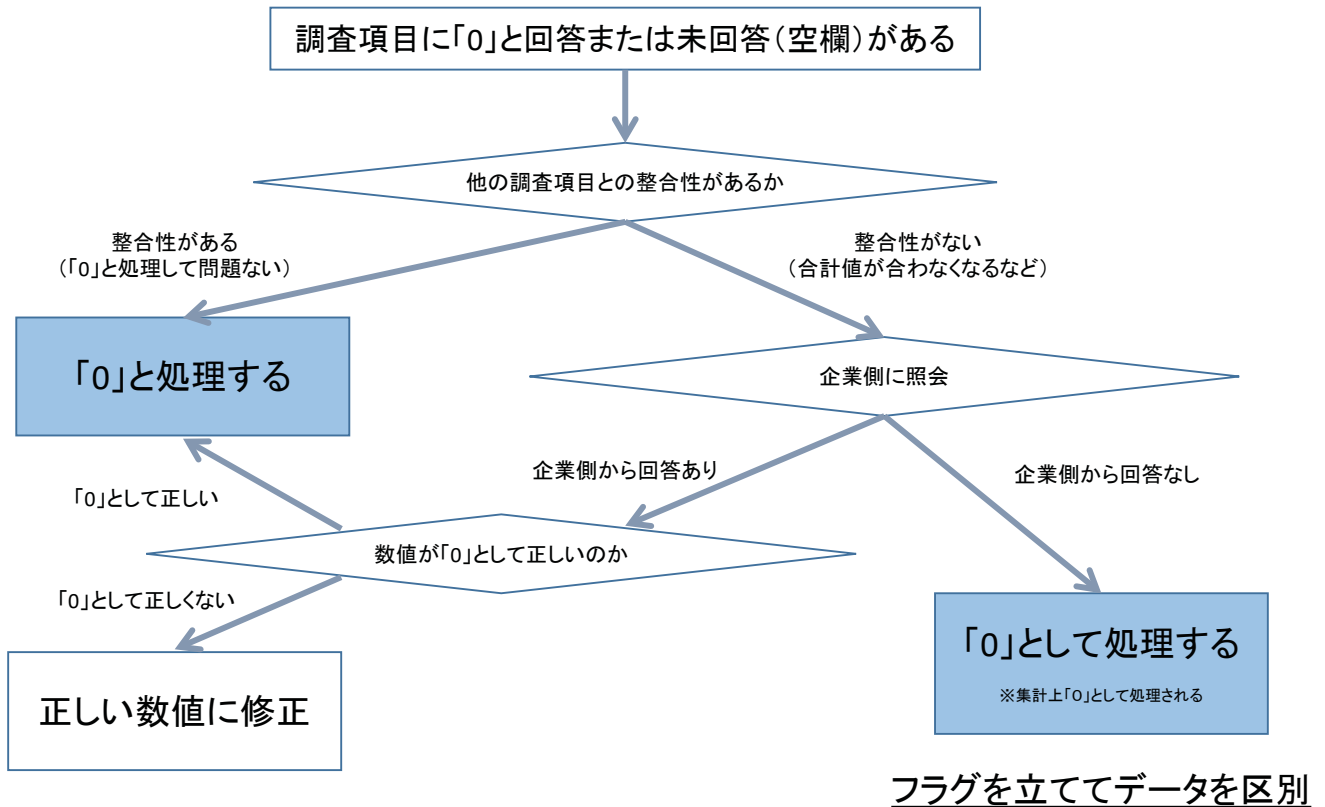 調査項目に「0」と回答または未回答（空欄）がある
他の調査項目との整合性があるか
整合性がある
（「0」と処理して問題ない）
整合性がない
（合計値が合わなくなるなど）
「0」と処理する
企業側に照会
企業側から回答あり
企業側から回答なし
「0」として正しい
数値が「0」として正しいのか
「0」として正しくない
正しい数値に修正
「0」として処理する
※集計上「0」として処理される
フラグを立ててデータを区別